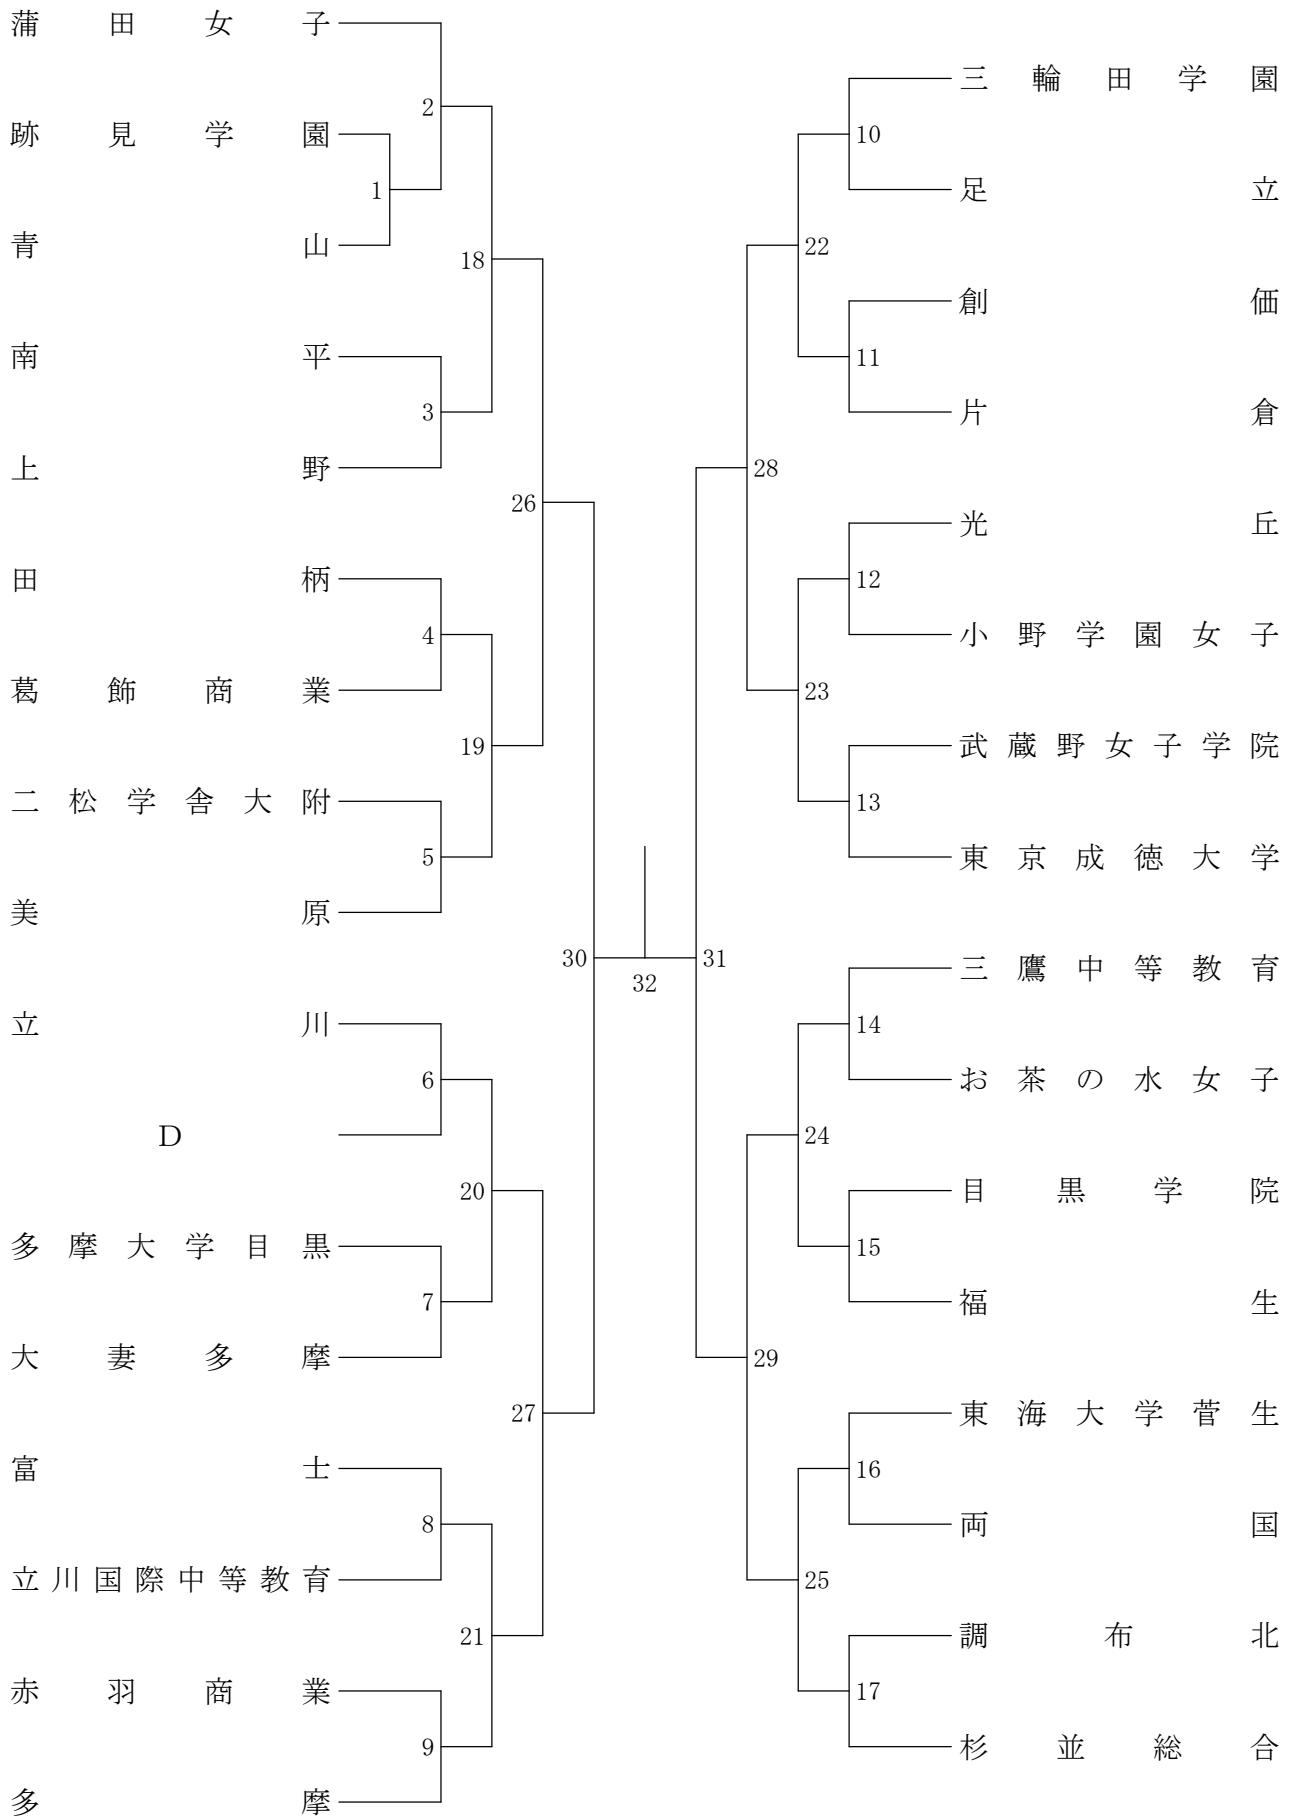 蒲田女子
2
跡見学園
1
青山
18
南平
3
上野
26
田柄
4
葛飾商業
19
二松学舎大附
5
美原
30
32
立川
6
D
20
多摩大学目黒
7
大妻多摩
27
富士
8
立川国際中等教育
21
赤羽商業
9
多摩
三輪田学園
10
足立
22
創価
11
片倉
28
光丘
12
小野学園女子
23
武蔵野女子学院
13
東京成徳大学
31
三鷹中等教育
14
お茶の水女子
24
目黒学院
15
福生
29
東海大学菅生
16
両国
25
調布北
17
杉並総合